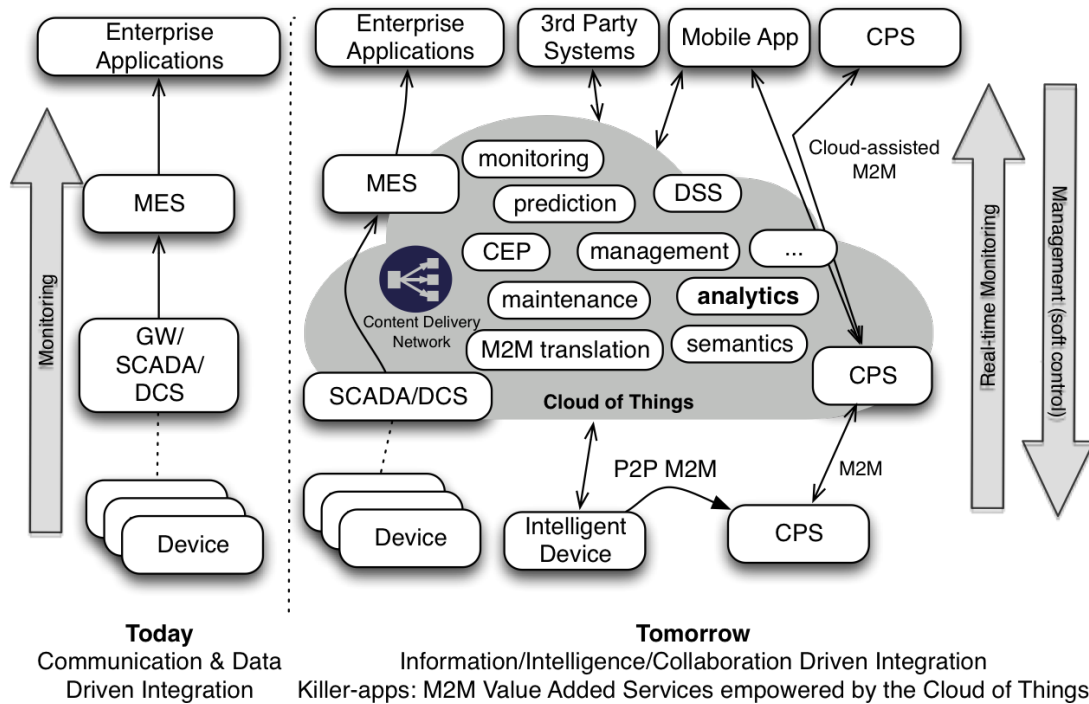 Enterprise
Applications
MES
GW/
SCADA/
DCS
Device
Monitoring
Enterprise
Applications
3rd Party
Systems
Mobile App
CPS
Cloud-assisted
M2M
MES
monitoring
prediction
DSS
CEP
management
...
maintenance
analytics
Content Delivery
Network
M2M translation
semantics
CPS
SCADA/DCS
Cloud of Things
P2P M2M
M2M
Device
Intelligent
Device
CPS
Real-time Monitoring
Management (soft control)
Today
Communication & Data
Driven Integration
Tomorrow
Information/Intelligence/Collaboration Driven Integration
Killer-apps: M2M Value Added Services empowered by the Cloud of Things